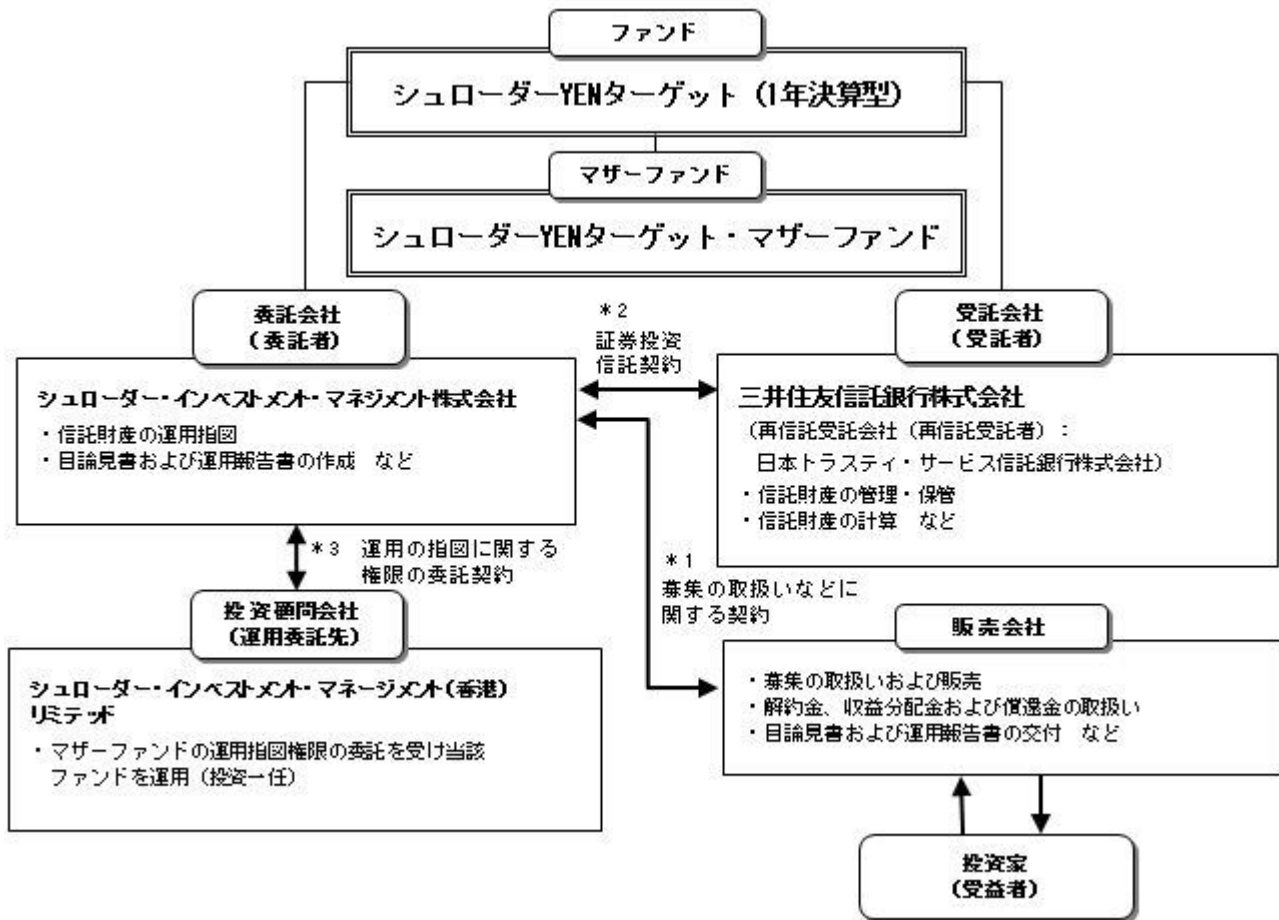 ファンド
シュローダーYENターゲット（1年決算型）
マザーファンド
シュローダーYENターゲット・マザーファンド
委託会社
（委託者）
シュローダー・インベストメント・マネジメント株式会社
・信託財産の運用指図
・目論見書および運用報告書の作成　など
＊2
証券投資
信託契約
受託会社
（受託者）
三井住友信託銀行株式会社
（再信託受託会社（再信託受託者）：
日本トラスティ・サービス信託銀行株式会社）
・信託財産の管理・保管
・信託財産の計算　など
＊3　運用の指図に関する
権限の委託契約
＊1
募集の取扱いなどに
関する契約
投資顧問会社
（運用委託先）
シュローダー・インベストメント・マネージメント（香港）
リミテッド
・マザーファンドの運用指図権限の委託を受け当該
ファンドを運用（投資一任）
販売会社
・募集の取扱いおよび販売
・解約金、収益分配金および償還金の取扱い
・目論見書および運用報告書の交付　など
投資家
（受益者）